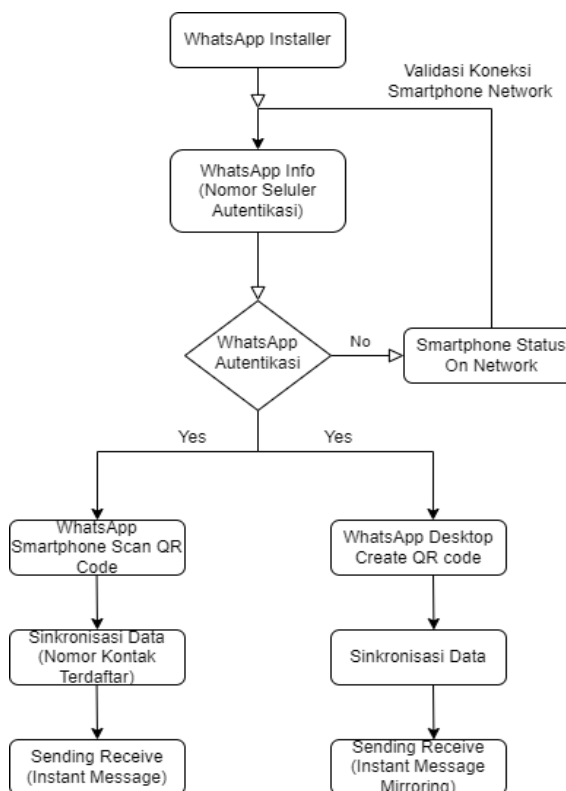 WhatsApp Installer
Validasi Koneksi
Smartphone Network
WhatsApp Info
(Nomor Seluler
Autentikasi)
WhatsApp
Autentikasi
No
Smartphone Status
On Network
Yes
Yes
WhatsApp
Smartphone Scan QR
Code
WhatsApp Desktop
Create QR code
Sinkronisasi Data
(Nomor Kontak
Terdaftar)
Sinkronisasi Data
Sending Receive
(Instant Message)
Sending Receive
(Instant Message
Mirroring)